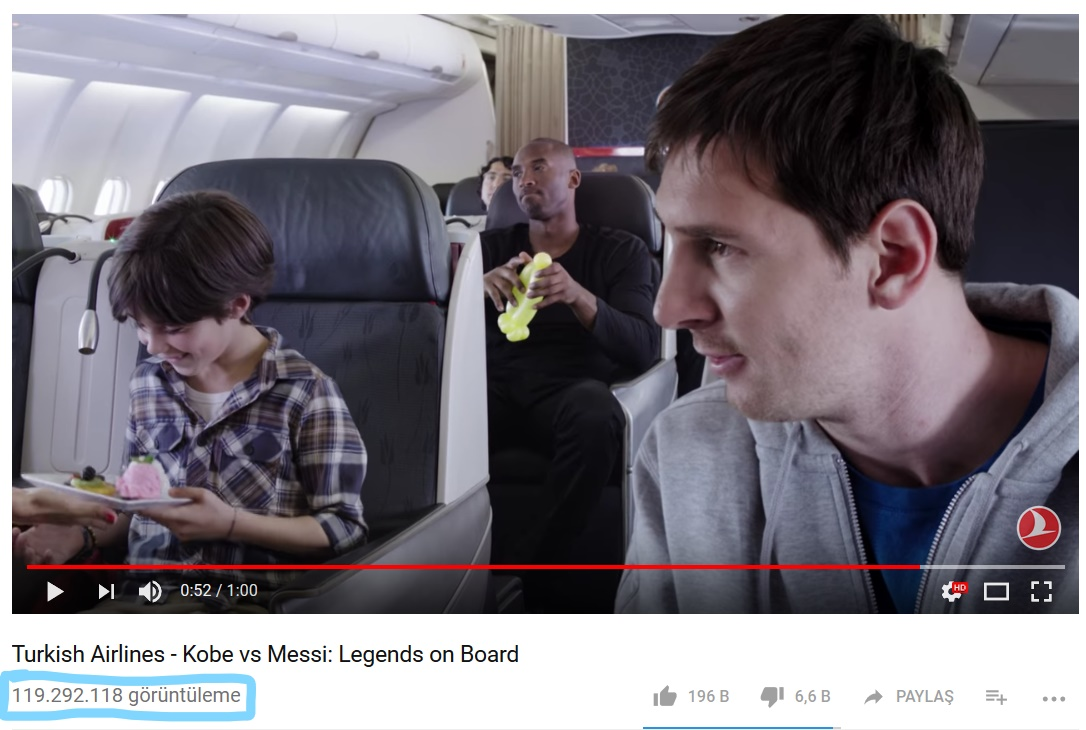 HD
0:52 / 1:00
Turkish Airlines - Kobe vs Messi: Legends on Board
119.292.118 görüntüleme
196 B
6,6 B
PAYLAŞ